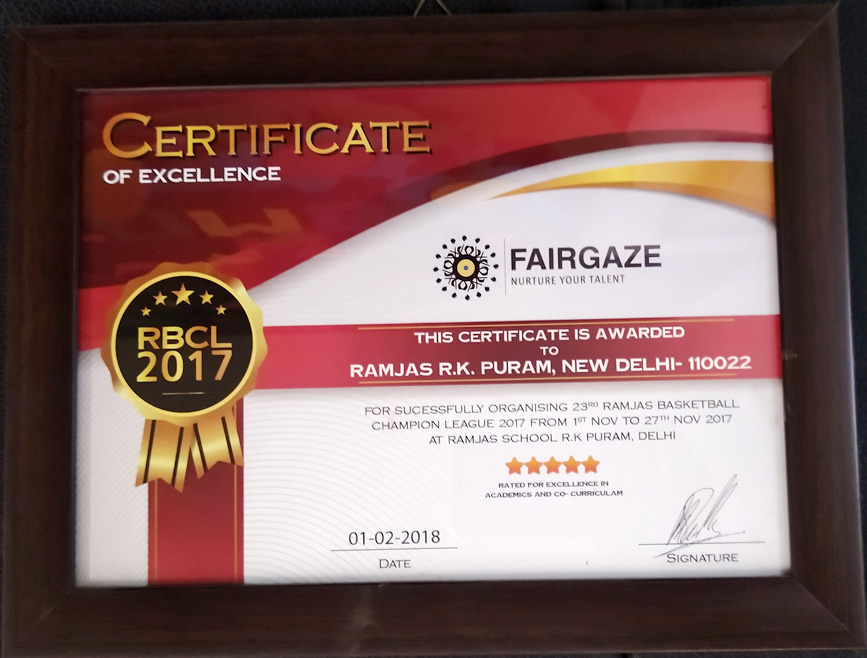 CERTIFICATE
OF EXCELLENCE
FAIRGAZE
NURTURE YOUR TALENT
RBCL
2017
THIS CERTIFICATE IS AWARDED
TO
RAMJAS R.K. PURAM, NEW DELHI- 110022
FOR SUCESSFULLY ORGANISING 23RD RAMJAS BASKETBALL
CHAMPION LEAGUE 2017 FROM 1ST NOV TO 27TH NOV 2017
AT RAMJAS SCHOOL R.K PURAM, DELHI
RATED FOR EXCELLENCE IN
ACADEMICS AND CO- CURRICULAM
01-02-2018
DATE
SIGNATURE